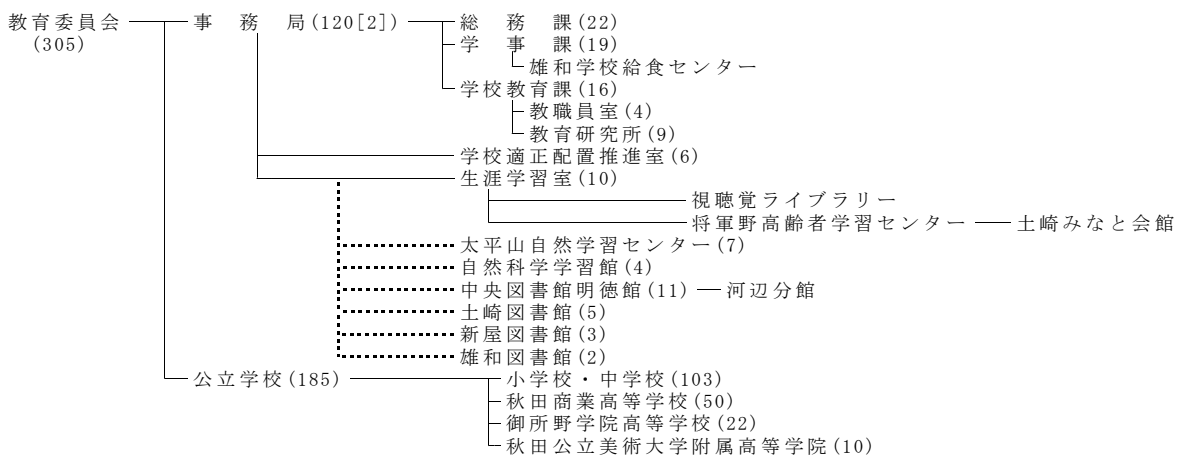 教育委員会 事務局(120[2]) 総務課(22)
(305) 学事課(19)
雄和学校給食センター
学校教育課(16)
教職員室(4)
教育研究所(9)
学校適正配置推進室(6)
生涯学習室(10)
視聴覚ライブラリー
将軍野高齢者学習センター 土崎みなと会館
太平山自然学習センター(7)
自然科学学習館(4)
中央図書館明徳館(11) 河辺分館
土崎図書館(5)
新屋図書館(3)
雄和図書館(2)
公立学校(185) 小学校・中学校(103)
秋田商業高等学校(50)
御所野学院高等学校(22)
秋田公立美術大学附属高等学院(10)